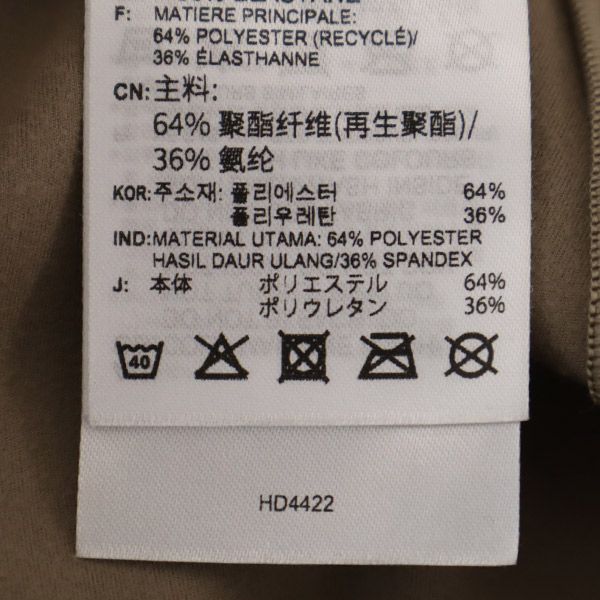 F: MATIERE PRINCIPALE:
64% POLYESTER (RECYCLÉ)/
36% ÉLASTHANNE
CN: 主料:
64% 聚酯纤维(再生聚酯)/
36% 氨纶
KOR: 주소재: 폴리에스터 64%
폴리우레탄 36%
IND: MATERIAL UTAMA: 64% POLYESTER
HASIL DAUR ULANG/36% SPANDEX
J: 本体 ポリエステル 64%
ポリウレタン 36%
40
HD4422